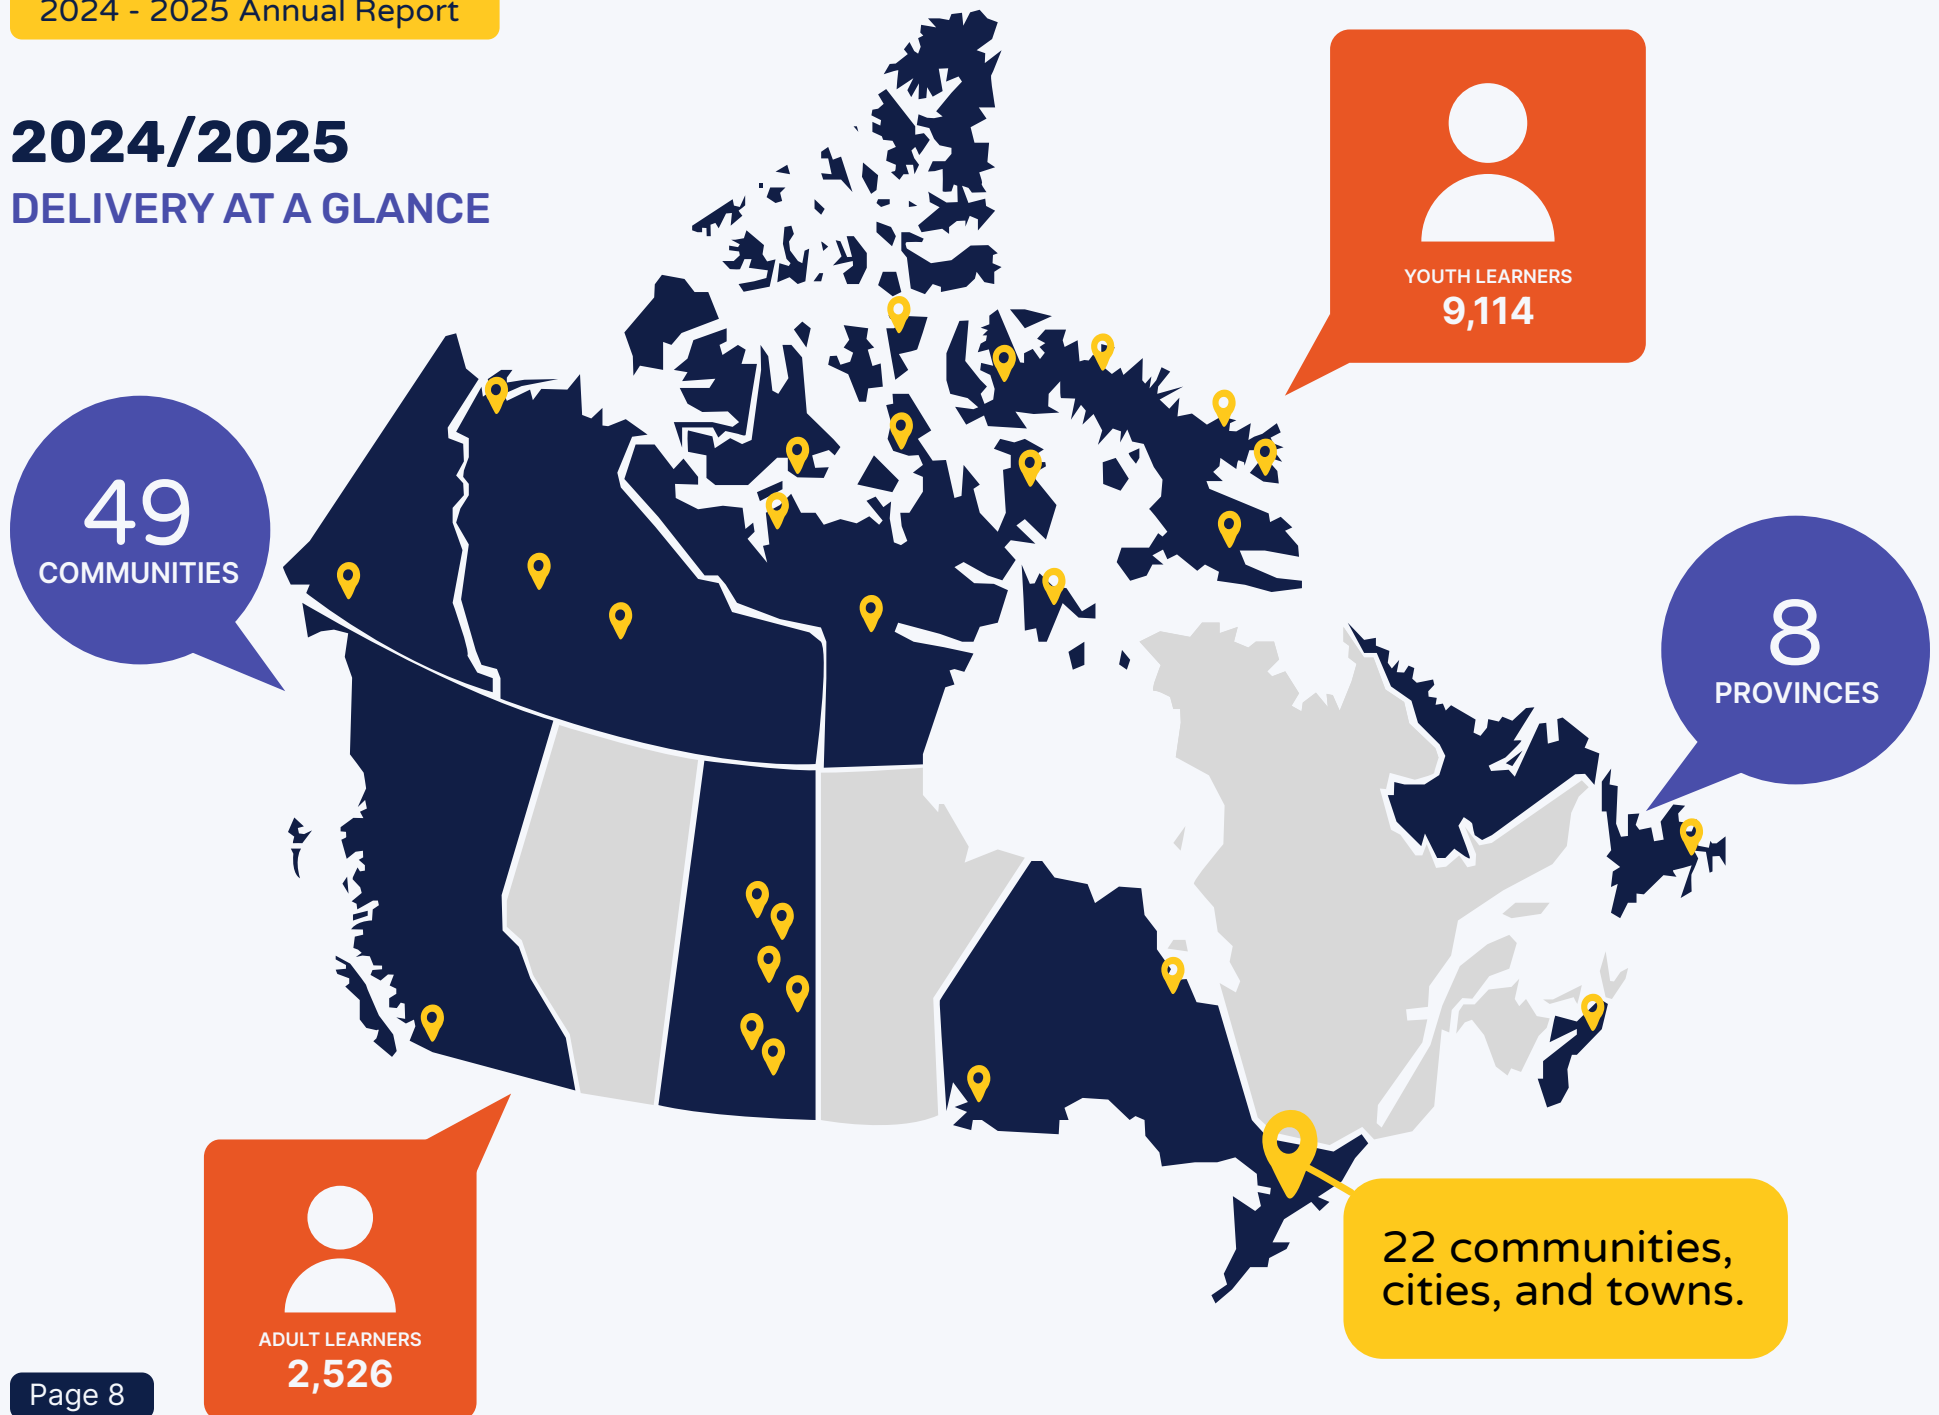 2024 - 2025 Annual Report
2024/2025
DELIVERY AT A GLANCE
YOUTH LEARNERS
9,114
49
COMMUNITIES
8
PROVINCES
22 communities,
cities, and towns.
ADULT LEARNERS
2,526
Page 8